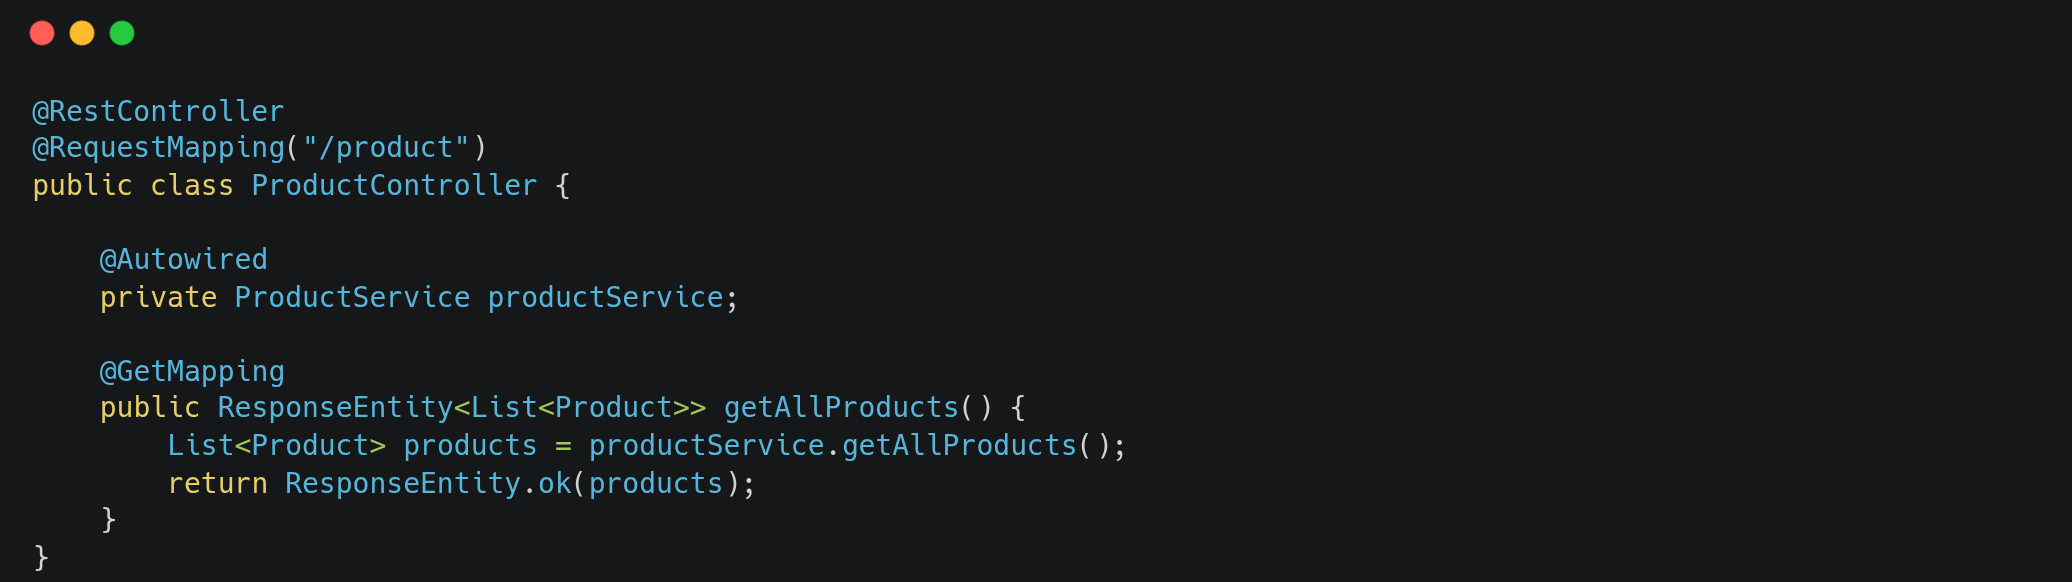 @RestController
@RequestMapping("/product")
public class ProductController {
@Autowired
private ProductService productService;
@GetMapping
public ResponseEntity<List<Product>> getAllProducts() {
List<Product> products = productService.getAllProducts();
return ResponseEntity.ok(products);
}
}